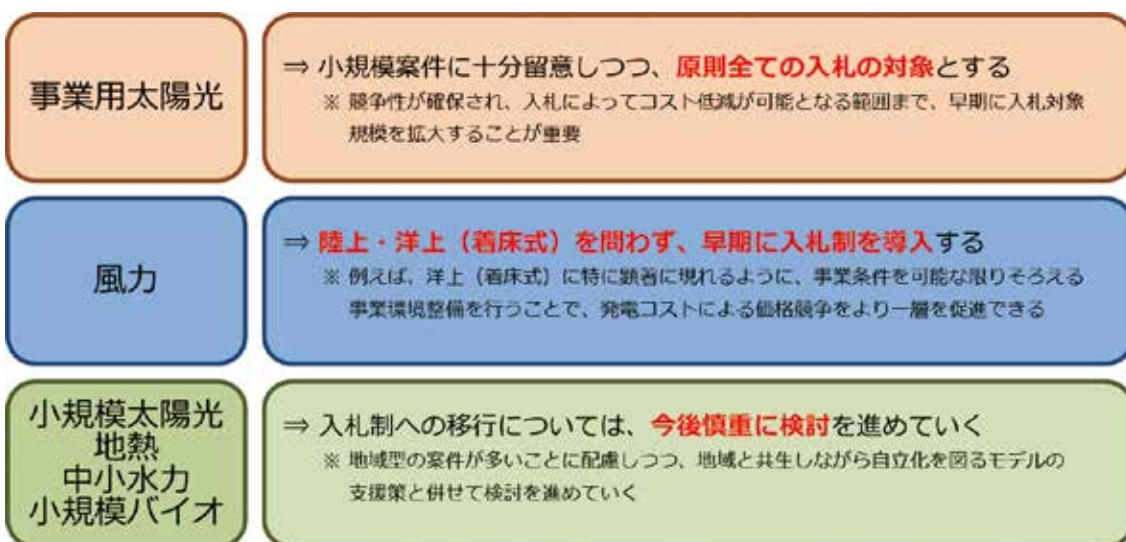 事業用太陽光
⇒ 小規模案件に十分留意しつつ、原則全ての入札の対象とする
※ 競争性が確保され、入札によってコスト低減が可能となる範囲まで、早期に入札対象
規模を拡大することが重要
風力
⇒ 陸上・洋上（着床式）を問わず、早期に入札制を導入する
※ 例えば、洋上（着床式）に特に顕著に現れるように、事業条件を可能な限りそろえる
事業環境整備を行うことで、発電コストによる価格競争をより一層を促進できる
小規模太陽光
地熱
中小水力
小規模バイオ
⇒ 入札制への移行については、今後慎重に検討を進めていく
※ 地域型の案件が多いことに配慮しつつ、地域と共生しながら自立化を図るモデルの
支援策と併せて検討を進めていく